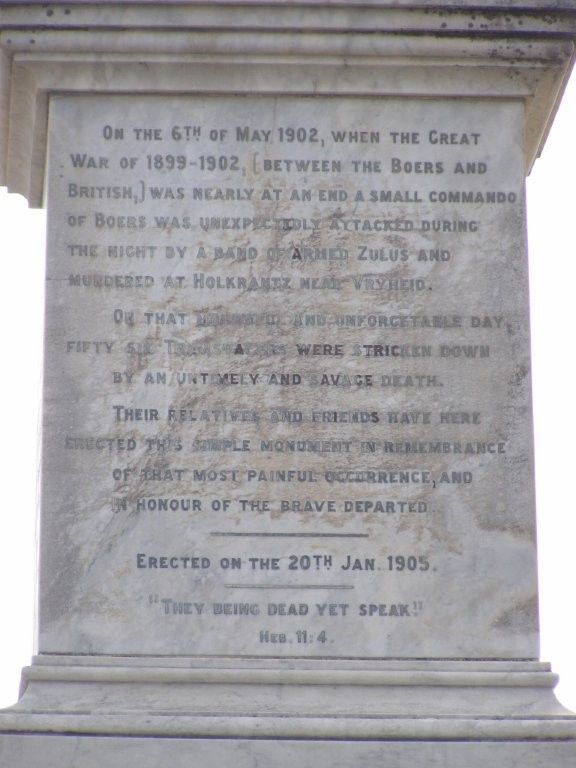 ON THE 6TH OF MAY 1902, WHEN THE GREAT
WAR OF 1899-1902, (BETWEEN THE BOERS AND
BRITISH,) WAS NEARLY AT AN END A SMALL COMMANDO
OF BOERS WAS UNEXPECTEDLY ATTACKED DURING
THE NIGHT BY A BAND OF ARMED ZULUS AND
MURDERED AT HOLKRANTZ NEAR VRYHEID.
ON THAT MOURNFUL AND UNFORGETABLE DAY,
FIFTY SIX TRANSVAALERS WERE STRICKEN DOWN
BY AN UNTIMELY AND SAVAGE DEATH.
THEIR RELATIVES AND FRIENDS HAVE HERE
ERECTED THIS SIMPLE MONUMENT IN REMEMBRANCE
OF THAT MOST PAINFUL OCCURRENCE, AND
IN HONOUR OF THE BRAVE DEPARTED.
ERECTED ON THE 20TH JAN. 1905.
"THEY BEING DEAD YET SPEAK."
HEB. 11:4.